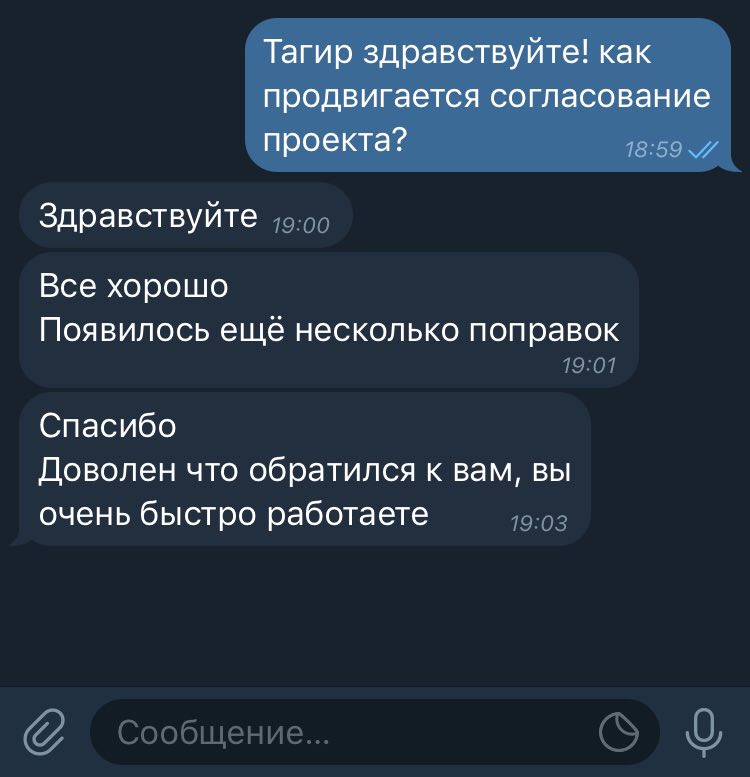 Тагир здравствуйте! как
продвигается согласование
проекта?
18:59
Здравствуйте 19:00
Все хорошо
Появилось ещё несколько поправок
19:01
Спасибо
Доволен что обратился к вам, вы
очень быстро работаете 19:03
Сообщение...